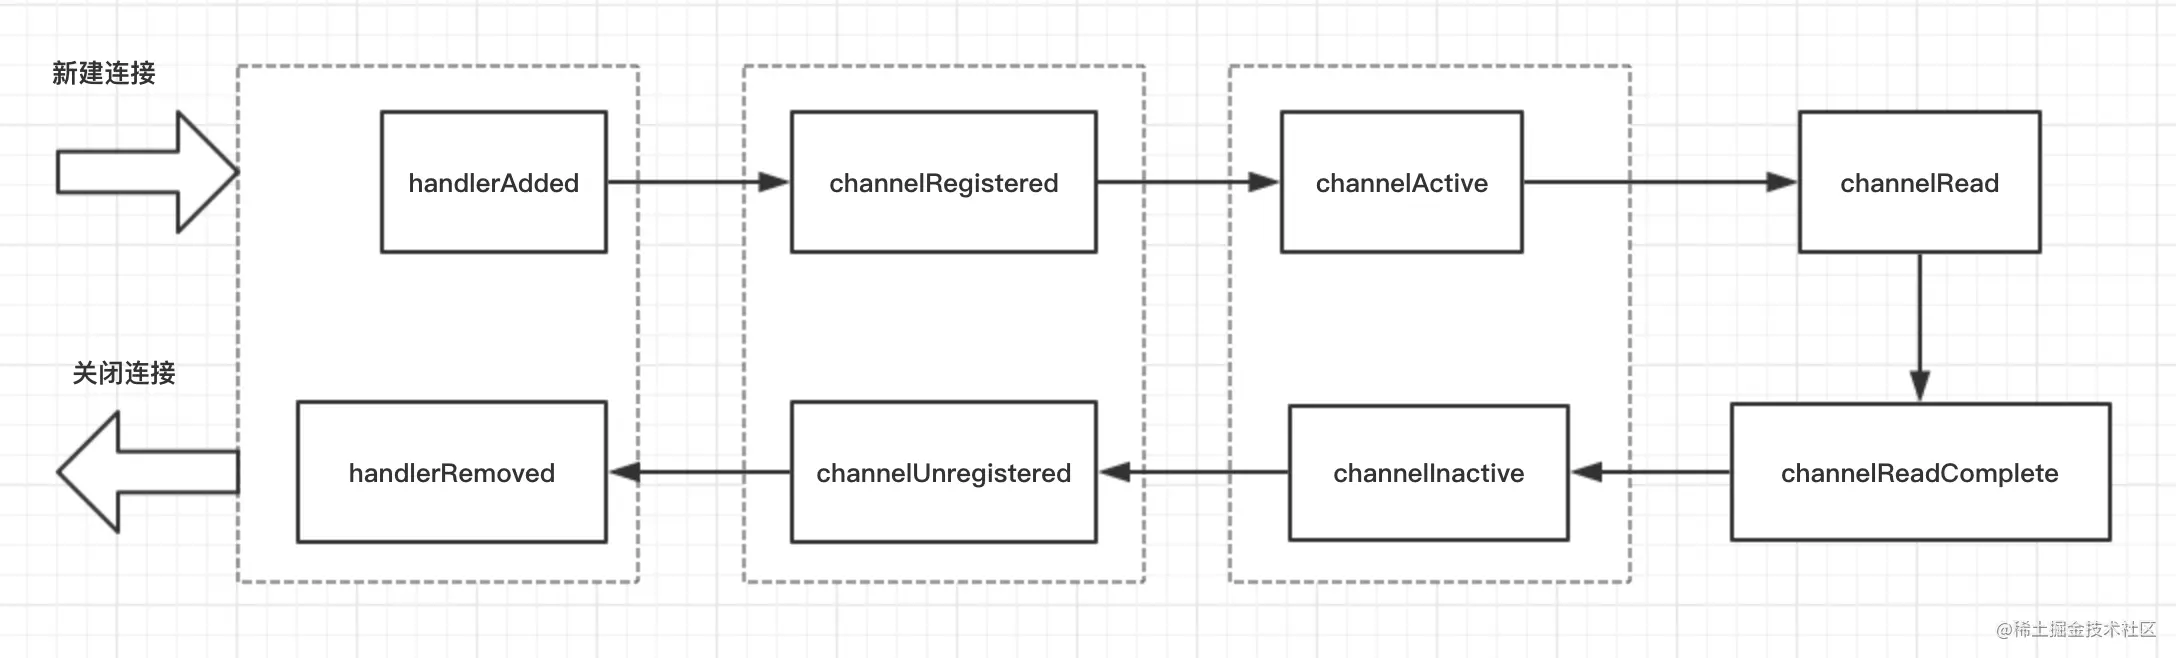 新建连接
handlerAdded
channelRegistered
channelActive
channelRead
关闭连接
handlerRemoved
channelUnregistered
channelInactive
channelReadComplete
@稀土掘金技术社区